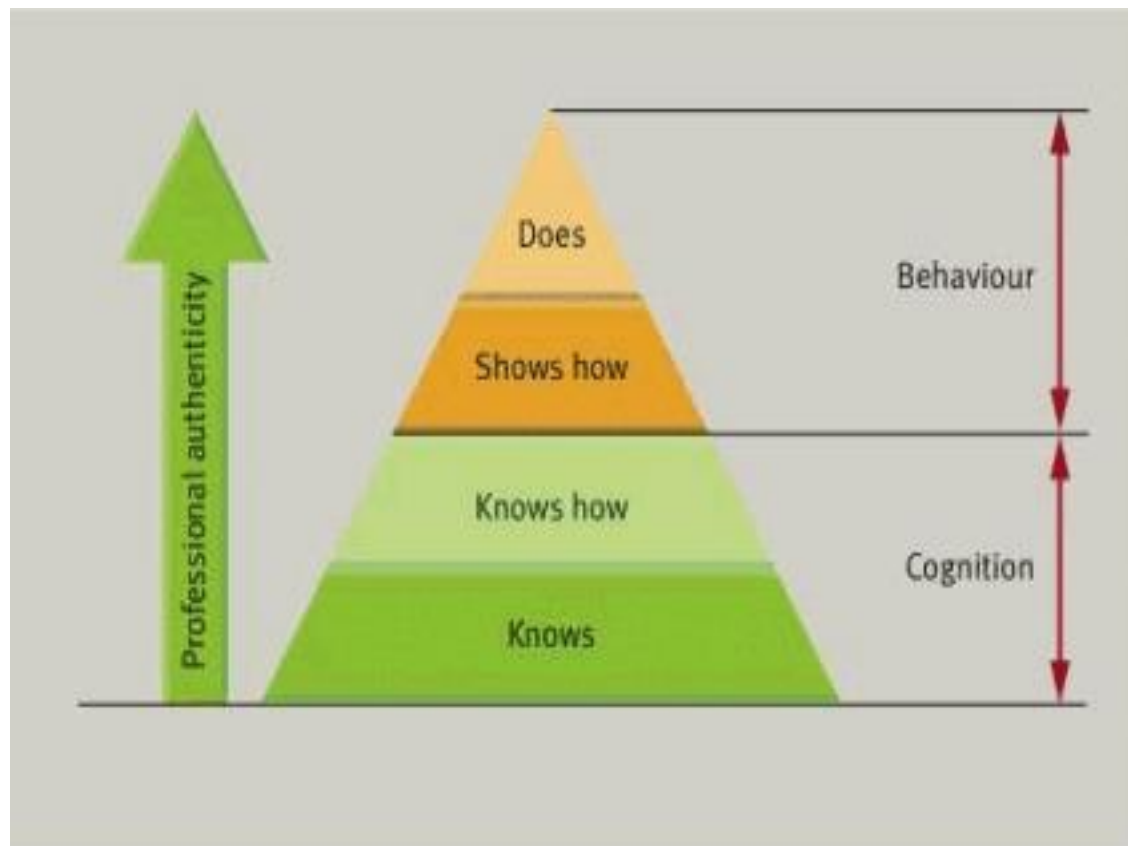 Does
Behaviour
Shows how
Professional authenticity
Knows how
Cognition
Knows